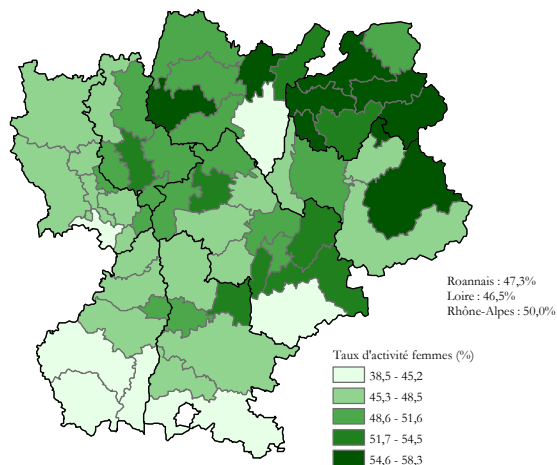 Roannais : 47,3%
Loire : 46,5%
Rhône-Alpes : 50,0%
Taux d'activité femmes (%)
38,5 - 45,2
45,3 - 48,5
48,6 - 51,6
51,7 - 54,5
54,6 - 58,3